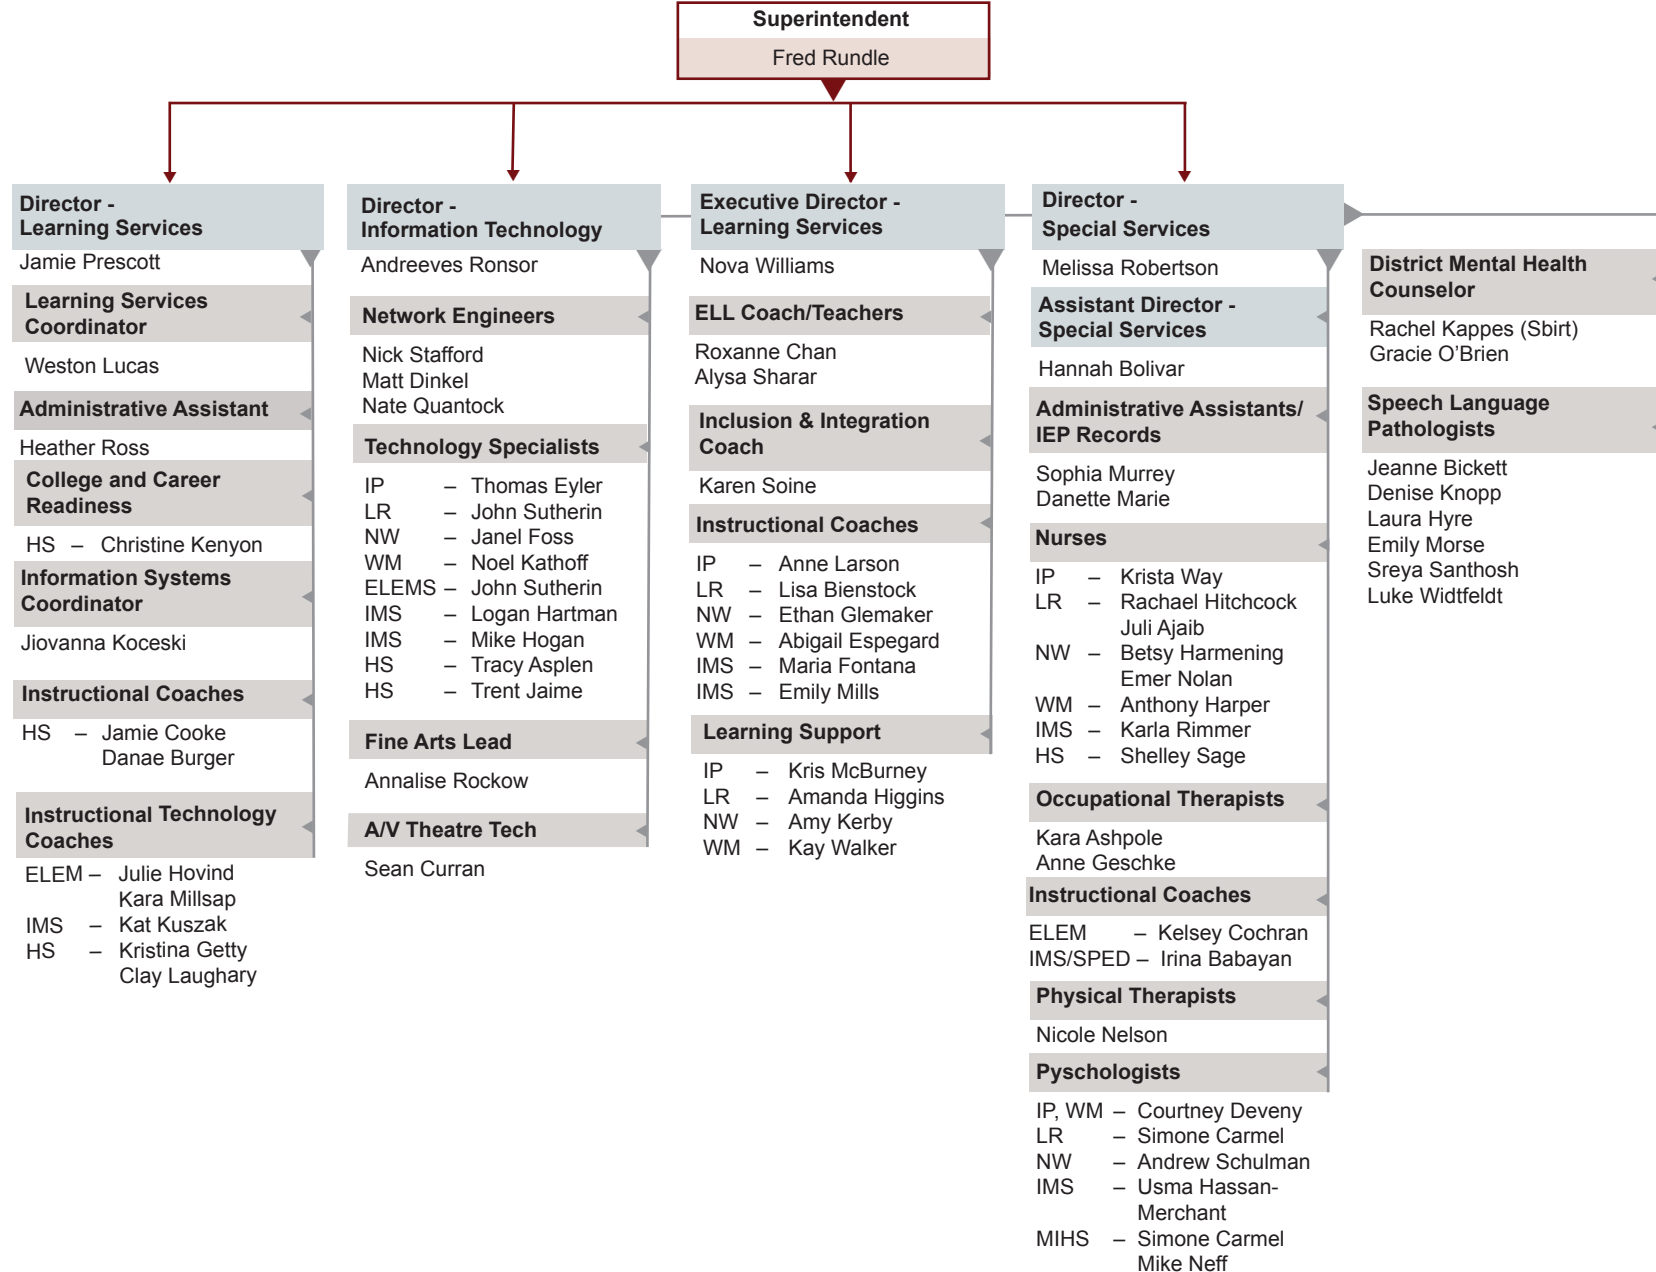 Superintendent
Fred Rundle
Director -
Learning Services
Jamie Prescott
Learning Services
Coordinator
Weston Lucas
Administrative Assistant
Heather Ross
College and Career
Readiness
HS – Christine Kenyon
Information Systems
Coordinator
Jiovanna Koceski
Instructional Coaches
HS – Jamie Cooke
Danae Burger
Instructional Technology
Coaches
ELEM – Julie Hovind
Kara Millsap
IMS – Kat Kuszak
HS – Kristina Getty
Clay Laughary
Director -
Information Technology
Andreeves Ronsor
Network Engineers
Nick Stafford
Matt Dinkel
Nate Quantock
Technology Specialists
IP – Thomas Eyler
LR – John Sutherin
NW – Janel Foss
WM – Noel Kathoff
ELEMS – John Sutherin
IMS – Logan Hartman
IMS – Mike Hogan
HS – Tracy Asplen
HS – Trent Jaime
Fine Arts Lead
Annalise Rockow
A/V Theatre Tech
Sean Curran
Executive Director -
Learning Services
Nova Williams
ELL Coach/Teachers
Roxanne Chan
Alysa Sharar
Inclusion & Integration
Coach
Karen Soine
Instructional Coaches
IP – Anne Larson
LR – Lisa Bienstock
NW – Ethan Glemaker
WM – Abigail Espegard
IMS – Maria Fontana
IMS – Emily Mills
Learning Support
IP – Kris McBurney
LR – Amanda Higgins
NW – Amy Kerby
WM – Kay Walker
Director -
Special Services
Melissa Robertson
Assistant Director -
Special Services
Hannah Bolivar
Administrative Assistants/
IEP Records
Sophia Murrey
Danette Marie
Nurses
IP – Krista Way
LR – Rachael Hitchcock
Juli Ajaib
NW – Betsy Harmening
Emer Nolan
WM – Anthony Harper
IMS – Karla Rimmer
HS – Shelley Sage
Occupational Therapists
Kara Ashpole
Anne Geschke
Instructional Coaches
ELEM – Kelsey Cochran
IMS/SPED – Irina Babayan
Physical Therapists
Nicole Nelson
Pyschologists
IP, WM – Courtney Deveny
LR – Simone Carmel
NW – Andrew Schulman
IMS – Usma Hassan-
Merchant
MIHS – Simone Carmel
Mike Neff
District Mental Health
Counselor
Rachel Kappes (Sbirt)
Gracie O’Brien
Speech Language
Pathologists
Jeanne Bickett
Denise Knopp
Laura Hyre
Emily Morse
Sreya Santhosh
Luke Widtfeldt